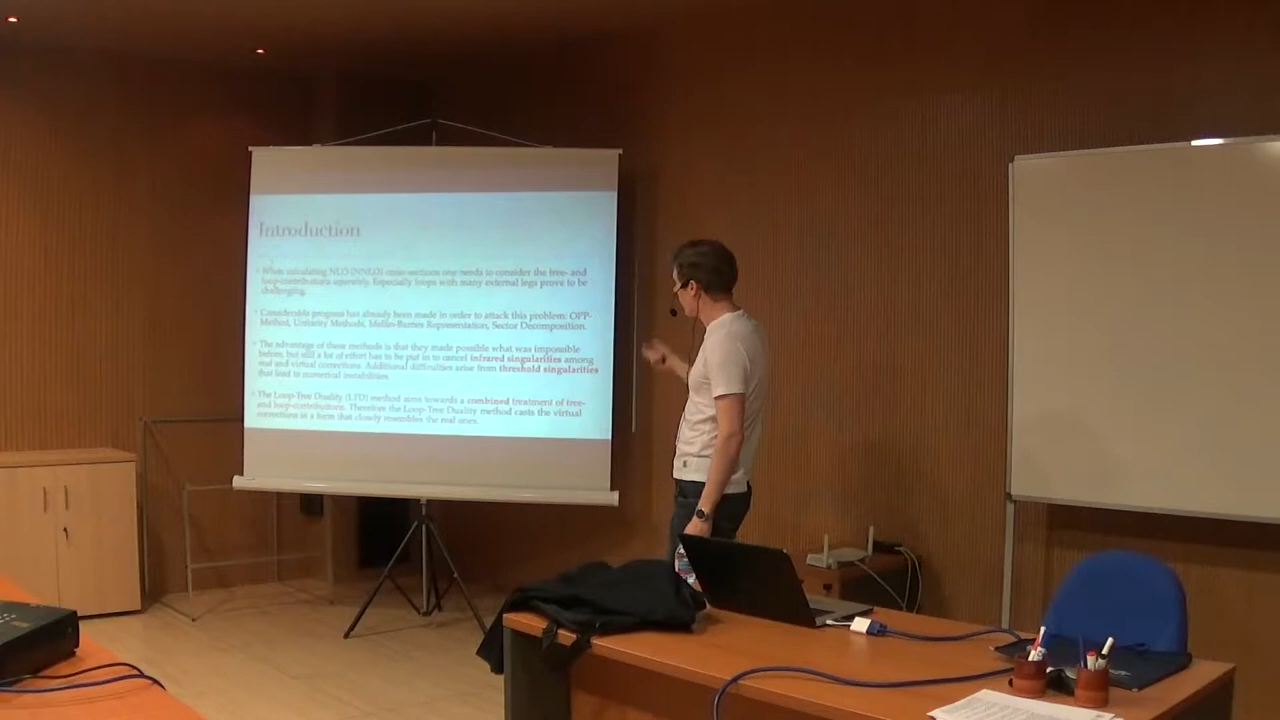 Introduction
When calculating NLO (NNLO) cross-sections one needs to consider the tree- and
loop-contributions separately. Especially loops with many external legs prove to be
challenging.
Considerable progress has already been made in order to attack this problem: OPP-
Method, Unitarity Methods, Mellin-Barnes Representation, Sector Decomposition.
The advantage of these methods is that they made possible what was impossible
before, but still a lot of effort has to be put in to cancel infrared singularities among
real and virtual corrections. Additional difficulties arise from threshold singularities
that lead to numerical instabilities.
The Loop-Tree Duality (LTD) method aims towards a combined treatment of tree-
and loop-contributions. Therefore the Loop-Tree Duality method casts the virtual
corrections in a form that closely resembles the real ones.